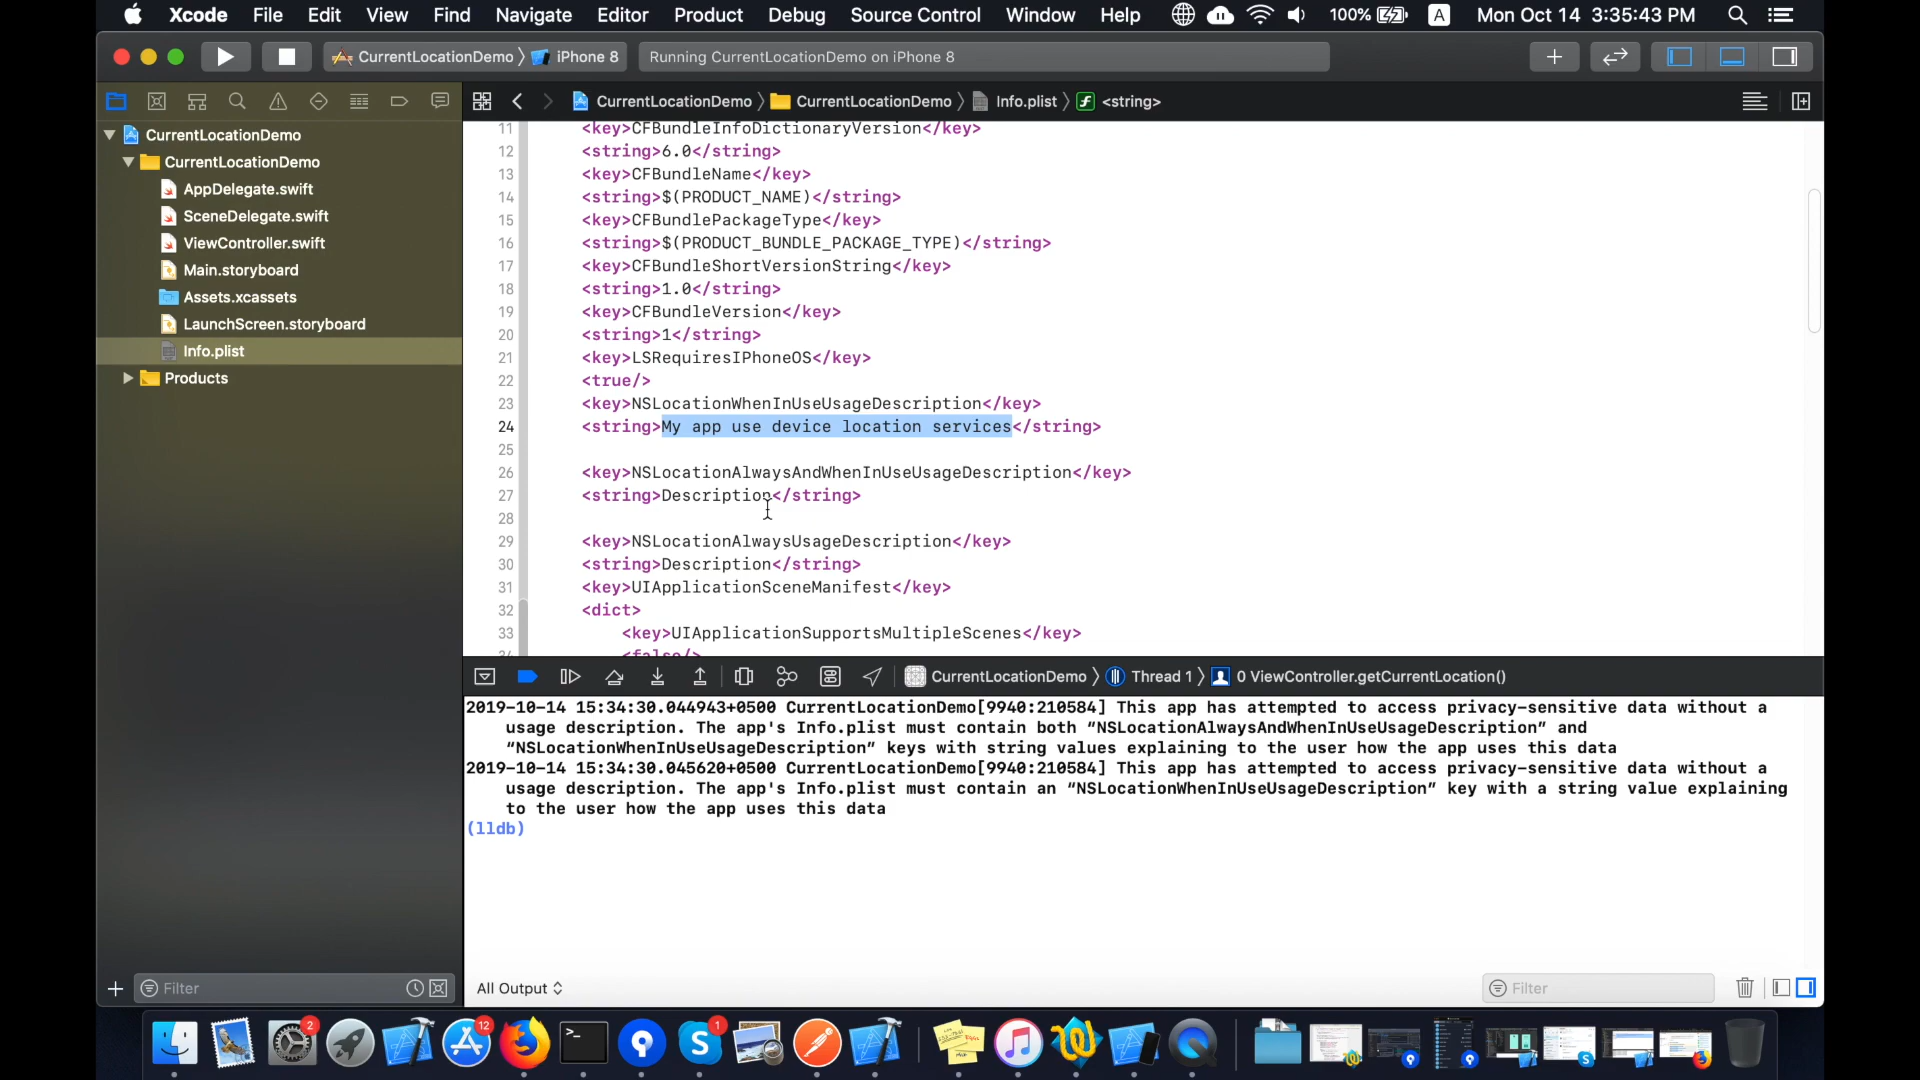 Xcode File Edit View Find Navigate Editor Product Debug Source Control Window Help 100% A Mon Oct 14 3:35:43 PM
CurrentLocationDemo iPhone 8 Running CurrentLocationDemo on iPhone 8
CurrentLocationDemo CurrentLocationDemo Info.plist <string>
CurrentLocationDemo
CurrentLocationDemo
AppDelegate.swift
SceneDelegate.swift
ViewController.swift
Main.storyboard
Assets.xcassets
LaunchScreen.storyboard
Info.plist
Products
Filter
11 <key>CFBundleInfoDictionaryVersion</key>
12 <string>6.0</string>
13 <key>CFBundleName</key>
14 <string>$(PRODUCT_NAME)</string>
15 <key>CFBundlePackageType</key>
16 <string>$(PRODUCT_BUNDLE_PACKAGE_TYPE)</string>
17 <key>CFBundleShortVersionString</key>
18 <string>1.0</string>
19 <key>CFBundleVersion</key>
20 <string>1</string>
21 <key>LSRequiresIPhoneOS</key>
22 <true/>
23 <key>NSLocationWhenInUseUsageDescription</key>
24 <string>My app use device location services</string>
25
26 <key>NSLocationAlwaysAndWhenInUseUsageDescription</key>
27 <string>Description</string>
28
29 <key>NSLocationAlwaysUsageDescription</key>
30 <string>Description</string>
31 <key>UIApplicationSceneManifest</key>
32 <dict>
33 <key>UIApplicationSupportsMultipleScenes</key>
34 <false/>
CurrentLocationDemo Thread 1 0 ViewController.getCurrentLocation()
2019-10-14 15:34:30.044943+0500 CurrentLocationDemo[9940:210584] This app has attempted to access privacy-sensitive data without a
usage description. The app's Info.plist must contain both “NSLocationAlwaysAndWhenInUseUsageDescription” and
“NSLocationWhenInUseUsageDescription” keys with string values explaining to the user how the app uses this data
2019-10-14 15:34:30.045620+0500 CurrentLocationDemo[9940:210584] This app has attempted to access privacy-sensitive data without a
usage description. The app's Info.plist must contain an “NSLocationWhenInUseUsageDescription” key with a string value explaining
to the user how the app uses this data
(lldb)
All Output Filter
2 12 1